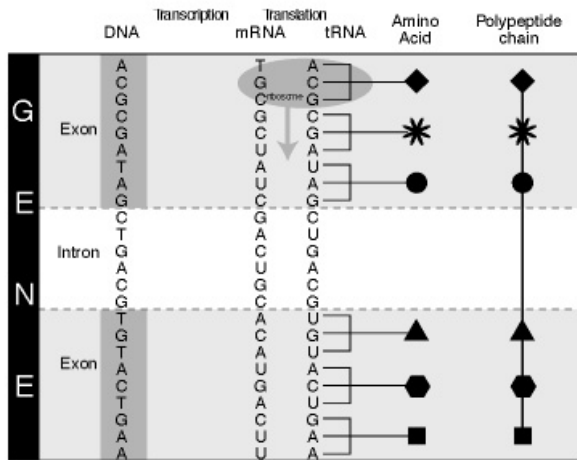 Transcription Translation
DNA mRNA tRNA Amino Acid Polypeptide chain
A T A
C G C
G C ribosome G
G Exon C G C
G C G
A U A
T A U
A U A
E G C G
C G C
T A U
Intron G C G
A U A
C G C
N G C G
T A U
G C G
T A U
Exon A U A
E C G C
T A U
G C G
A U A
A U A